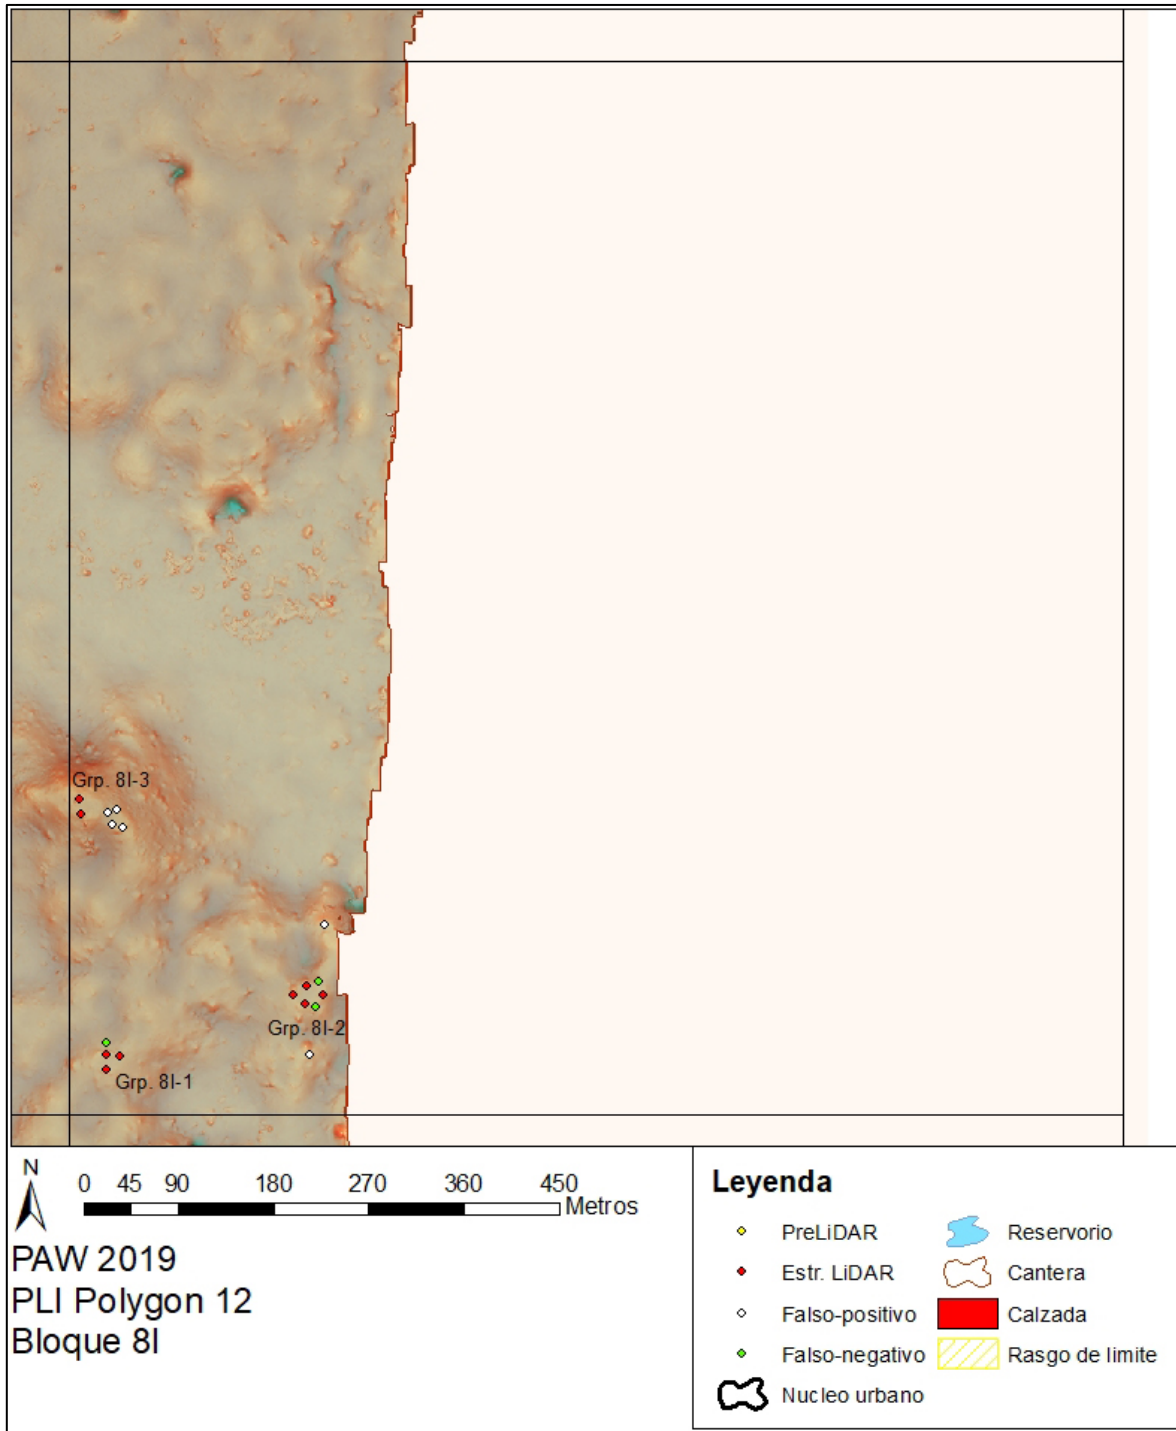 Grp. 8I-3
Grp. 8I-2
Grp. 8I-1
N
0 45 90 180 270 360 450
Metros
PAW 2019
PLI Polygon 12
Bloque 8I
Leyenda
PreLiDAR
Estr. LiDAR
Falso-positivo
Falso-negativo
Nucleo urbano
Reservorio
Cantera
Calzada
Rasgo de limite